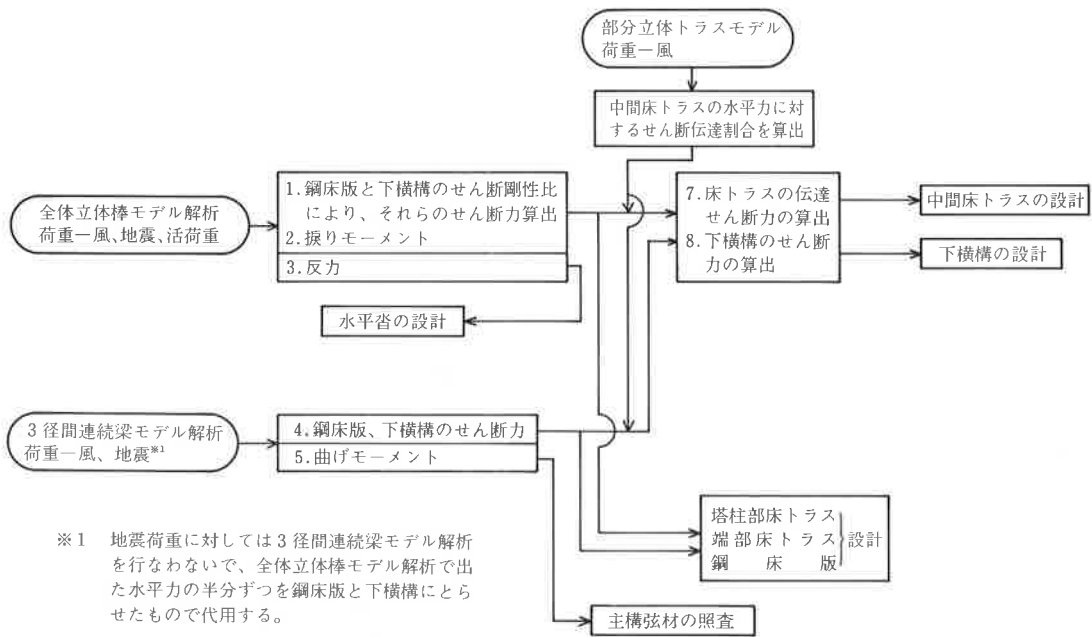 部分立体トラスモデル
荷重－風
中間床トラスの水平力に対
するせん断伝達割合を算出
全体立体棒モデル解析
荷重－風、地震、活荷重
1.鋼床版と下横構のせん断剛性比
により、それらのせん断力算出
2.捩りモーメント
3.反力
水平沓の設計
7.床トラスの伝達
せん断力の算出
8.下横構のせん断
力の算出
中間床トラスの設計
下横構の設計
3径間連続梁モデル解析
荷重－風、地震※1
4.鋼床版、下横構のせん断力
5.曲げモーメント
塔柱部床トラス
端部床トラス 設計
鋼床版
主構弦材の照査
※1 地震荷重に対しては3径間連続梁モデル解析
を行なわないで、全体立体棒モデル解析で出
た水平力の半分ずつを鋼床版と下横構にとら
せたもので代用する。